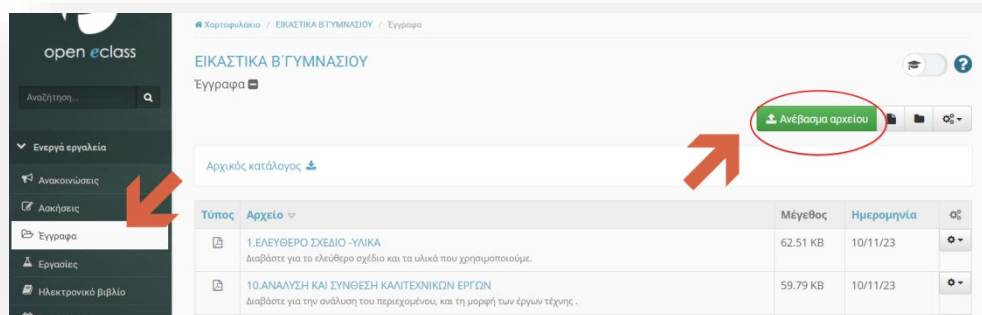 Χαρτοφυλάκιο / ΕΙΚΑΣΤΙΚΑ Β΄ΓΥΜΝΑΣΙΟΥ / Έγγραφα
open eclass
ΕΙΚΑΣΤΙΚΑ Β΄ΓΥΜΝΑΣΙΟΥ
Έγγραφα
Αναζήτηση...
Ανέβασμα αρχείου
Ενεργά εργαλεία
Αρχικός κατάλογος
Ανακοινώσεις
Ασκήσεις
Τύπος Αρχείο Μέγεθος Ημερομηνία
Έγγραφα
1.ΕΛΕΥΘΕΡΟ ΣΧΕΔΙΟ -ΥΛΙΚΑ 62.51 KB 10/11/23
Διαβάστε για το ελεύθερο σχέδιο και τα υλικά που χρησιμοποιούμε.
Εργασίες
Ηλεκτρονικό βιβλίο
10.ΑΝΑΛΥΣΗ ΚΑΙ ΣΥΝΘΕΣΗ ΚΑΛΙΤΕΧΝΙΚΩΝ ΕΡΓΩΝ 59.79 KB 10/11/23
Διαβάστε για την ανάλυση του περιεχομένου, και τη μορφή των έργων τέχνης .